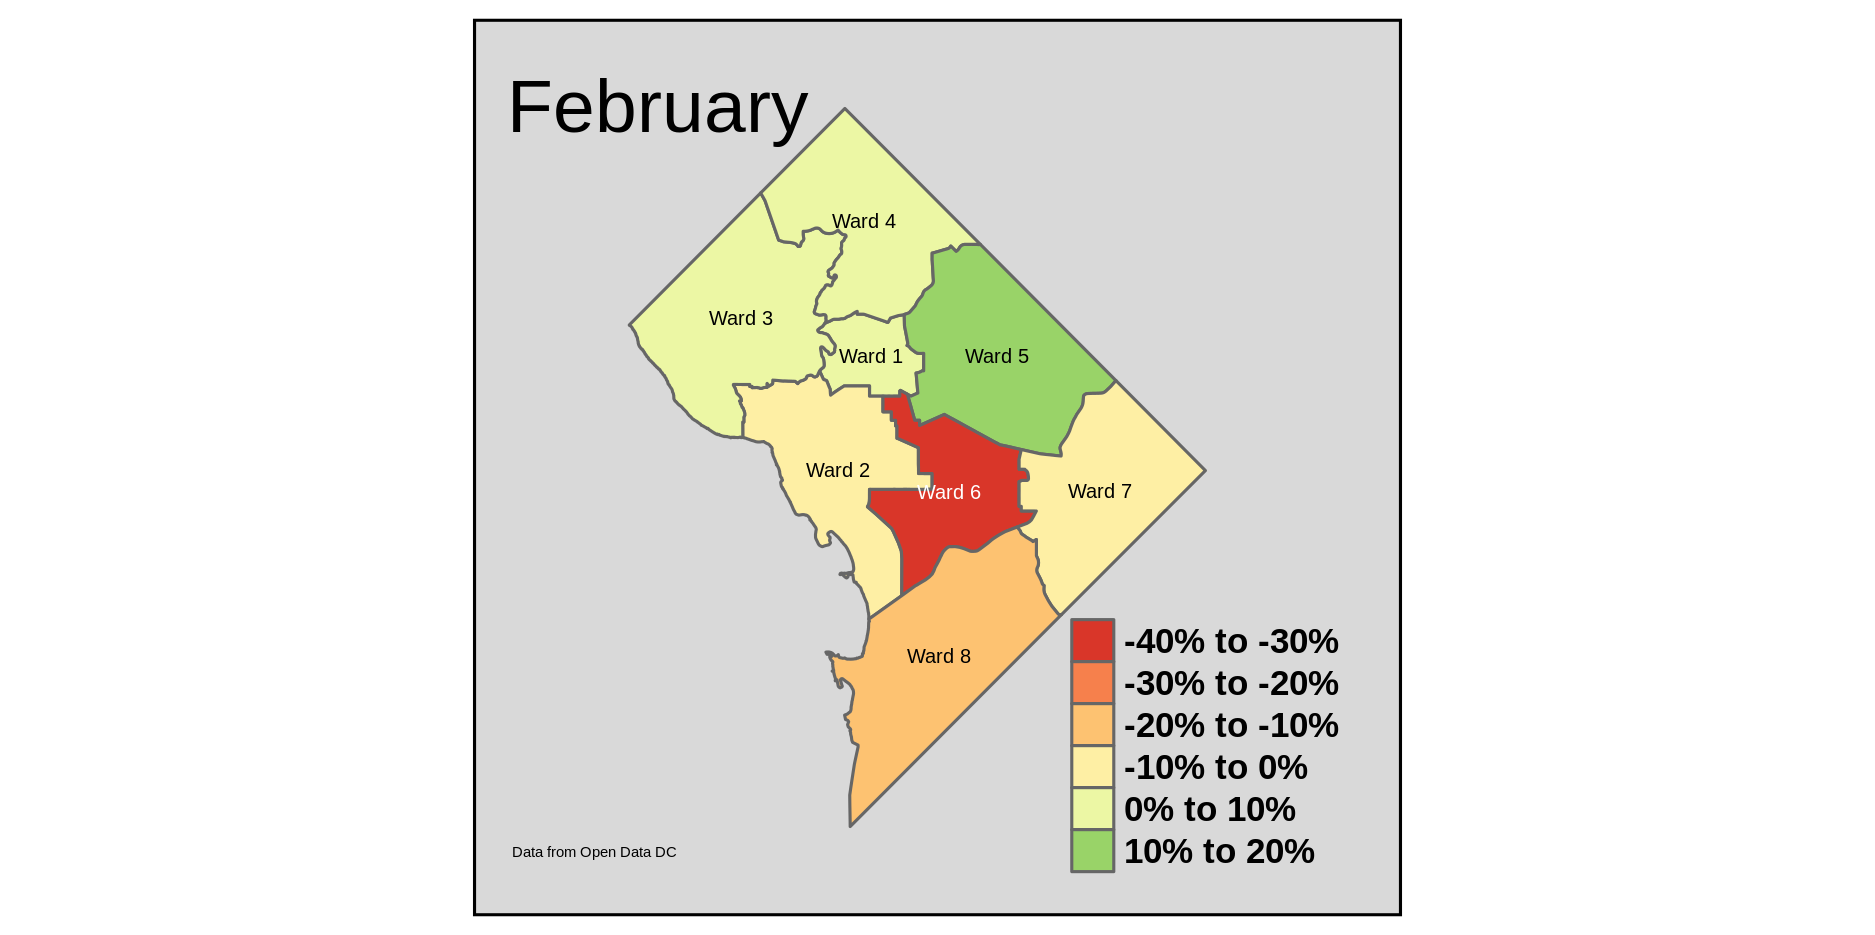 February
Ward 4
Ward 3
Ward 1
Ward 5
Ward 2
Ward 6
Ward 7
Ward 8
-40% to -30%
-30% to -20%
-20% to -10%
-10% to 0%
0% to 10%
10% to 20%
Data from Open Data DC